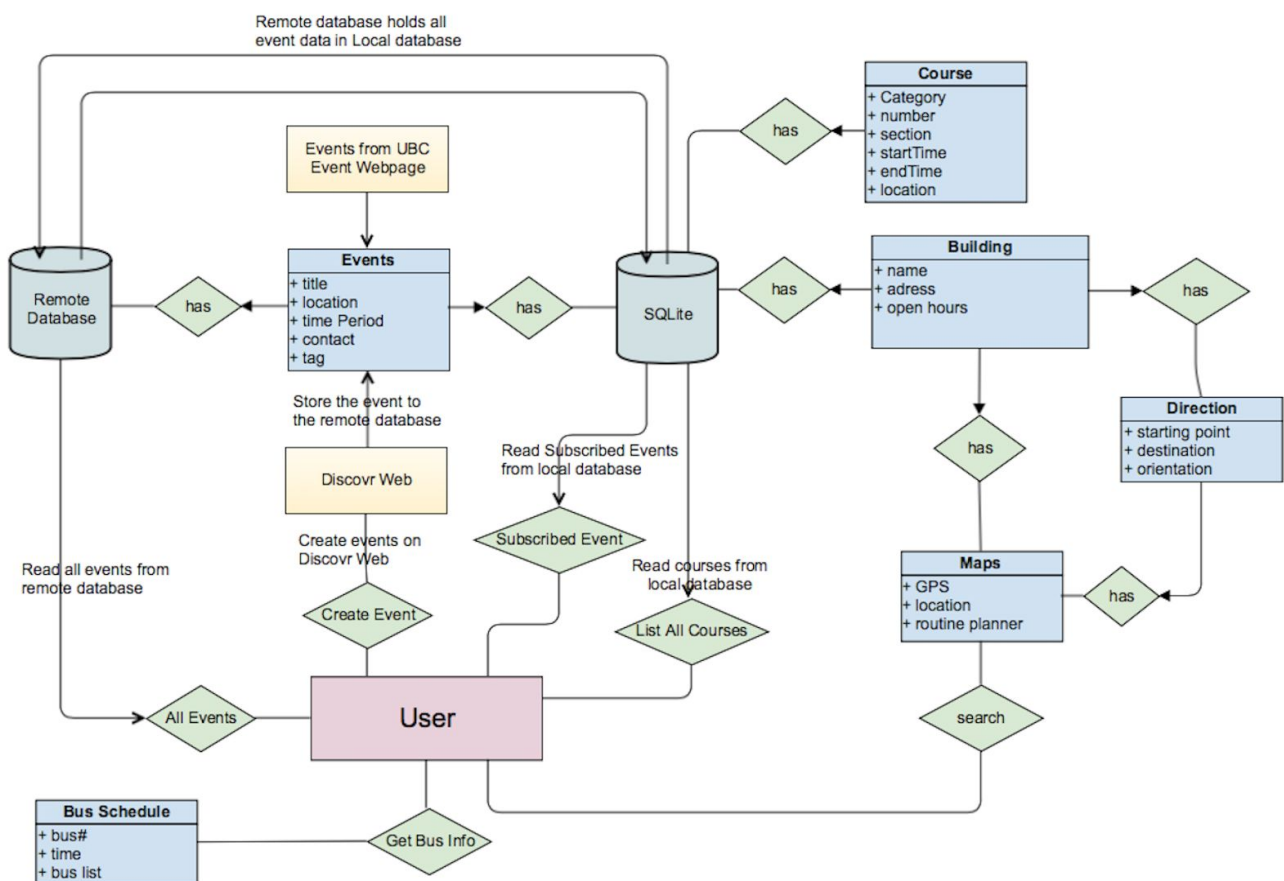 Remote database holds all
event data in Local database
Course
+ Category
+ number
+ section
+ startTime
+ endTime
+ location
has
Events from UBC
Event Webpage
Remote
Database
has
Events
+ title
+ location
+ time Period
+ contact
+ tag
has
SQLite
has
Building
+ name
+ adress
+ open hours
has
Store the event to
the remote database
Direction
+ starting point
+ destination
+ orientation
Read Subscribed Events
from local database
has
Discovr Web
Create events on
Discovr Web
Subscribed Event
Read all events from
remote database
Read courses from
local database
Maps
+ GPS
+ location
+ routine planner
has
Create Event
List All Courses
All Events
User
search
Bus Schedule
+ bus#
+ time
+ bus list
Get Bus Info